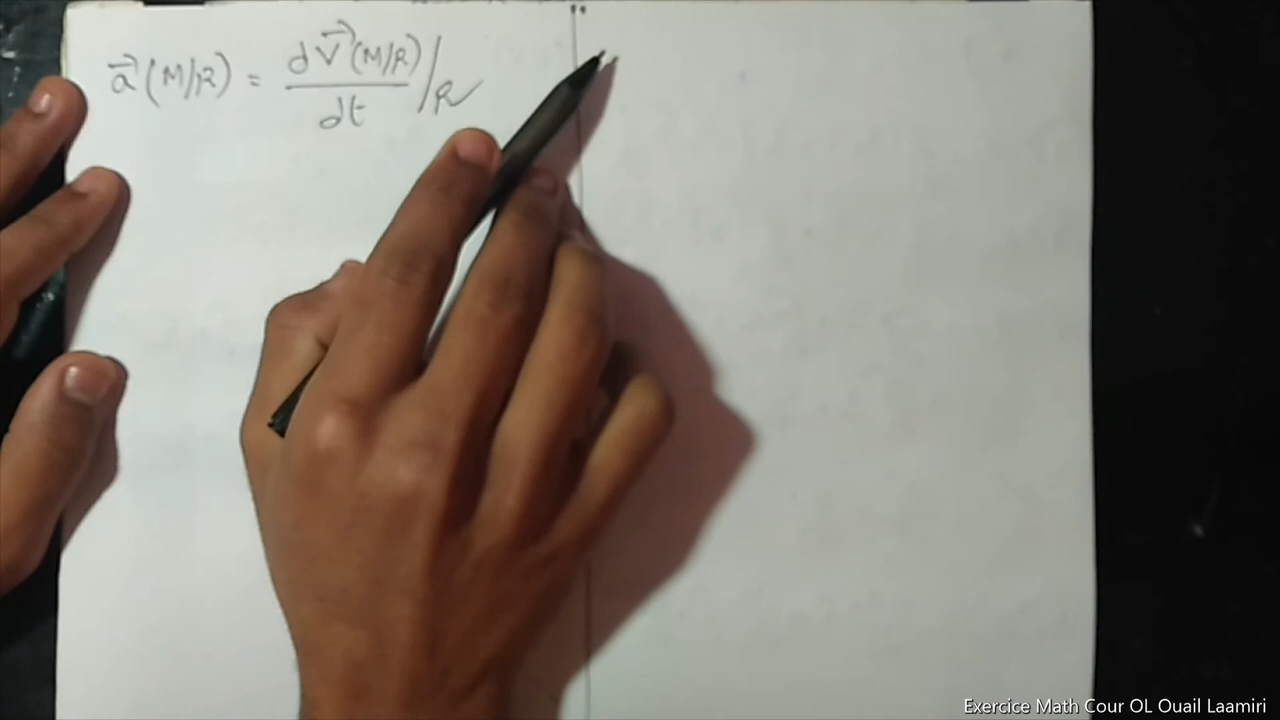 a⃗ (M/R) = dV⃗(M/R)/dt /R
Exercice Math Cour OL Ouail Laamiri